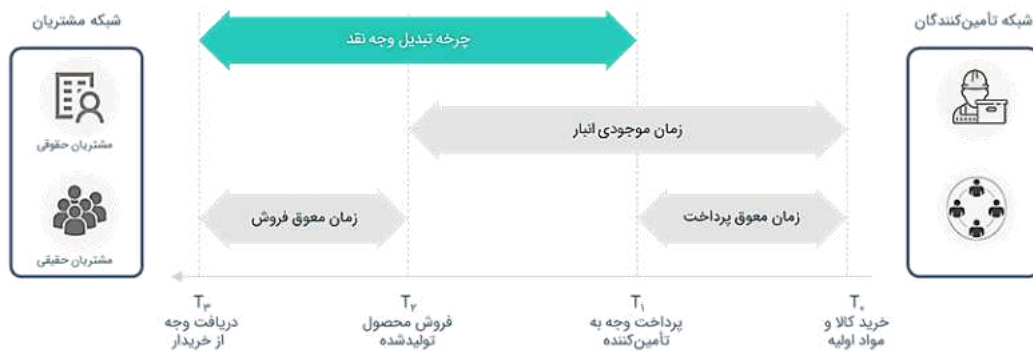 شبکه تأمین‌کنندگان
شبکه مشتریان
چرخه تبدیل وجه نقد
زمان موجودی انبار
زمان معوق پرداخت
زمان معوق فروش
مشتریان حقوقی
مشتریان حقیقی
T۰
خرید کالا و
مواد اولیه
T۱
پرداخت وجه به
تأمین‌کننده
T۲
فروش محصول
تولیدشده
T۳
دریافت وجه
از خریدار